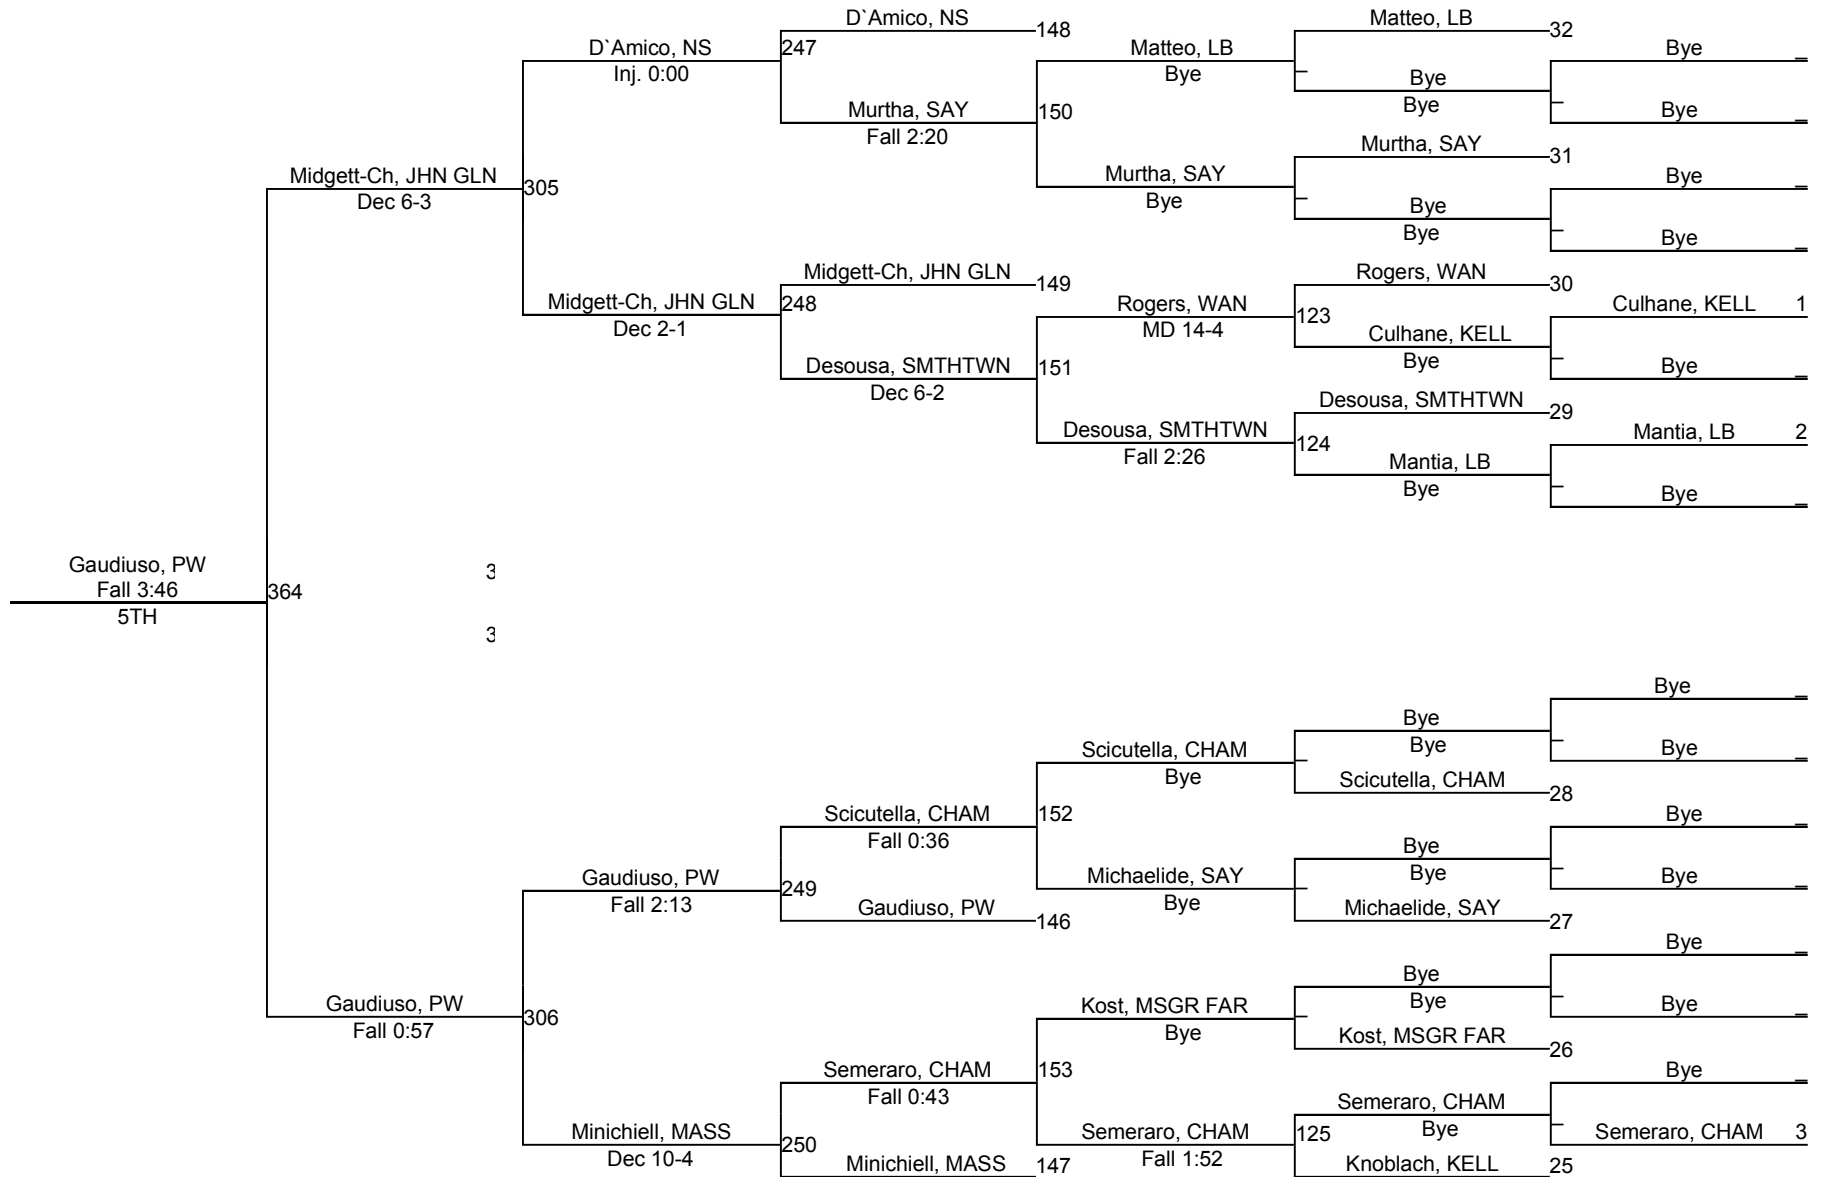 D`Amico, NS
148
Matteo, LB
32
D`Amico, NS
247
Matteo, LB
Bye
_
Inj. 0:00
Bye
_
Bye
Murtha, SAY
150
Bye
Bye
_
Fall 2:20
Murtha, SAY
31
Midgett-Ch, JHN GLN
305
Murtha, SAY
_
Bye
_
Dec 6-3
Bye
Bye
Bye
_
Bye
_
Midgett-Ch, JHN GLN
149
Rogers, WAN
30
Midgett-Ch, JHN GLN
248
Rogers, WAN
123
Culhane, KELL
1
Dec 2-1
MD 14-4
Culhane, KELL
_
Desousa, SMTHTWN
151
Bye
Bye
_
Dec 6-2
Desousa, SMTHTWN
29
Desousa, SMTHTWN
124
Mantia, LB
2
Fall 2:26
Mantia, LB
_
Bye
Bye
_
Gaudiuso, PW
364
Fall 3:46
5TH
3
3
Bye
_
Bye
_
Scicutella, CHAM
_
Bye
Bye
_
Bye
Scicutella, CHAM
28
Scicutella, CHAM
152
Bye
_
Fall 0:36
Bye
_
Gaudiuso, PW
249
Michaelide, SAY
_
Bye
Bye
_
Fall 2:13
Bye
Gaudiuso, PW
146
Michaelide, SAY
27
Bye
_
Gaudiuso, PW
306
Kost, MSGR FAR
_
Bye
_
Bye
_
Fall 0:57
Bye
Bye
Kost, MSGR FAR
26
Semeraro, CHAM
153
Bye
_
Fall 0:43
Semeraro, CHAM
_
Minichiell, MASS
250
Semeraro, CHAM
125
Bye
Semeraro, CHAM
3
Dec 10-4
Minichiell, MASS
147
Fall 1:52
Knoblach, KELL
25